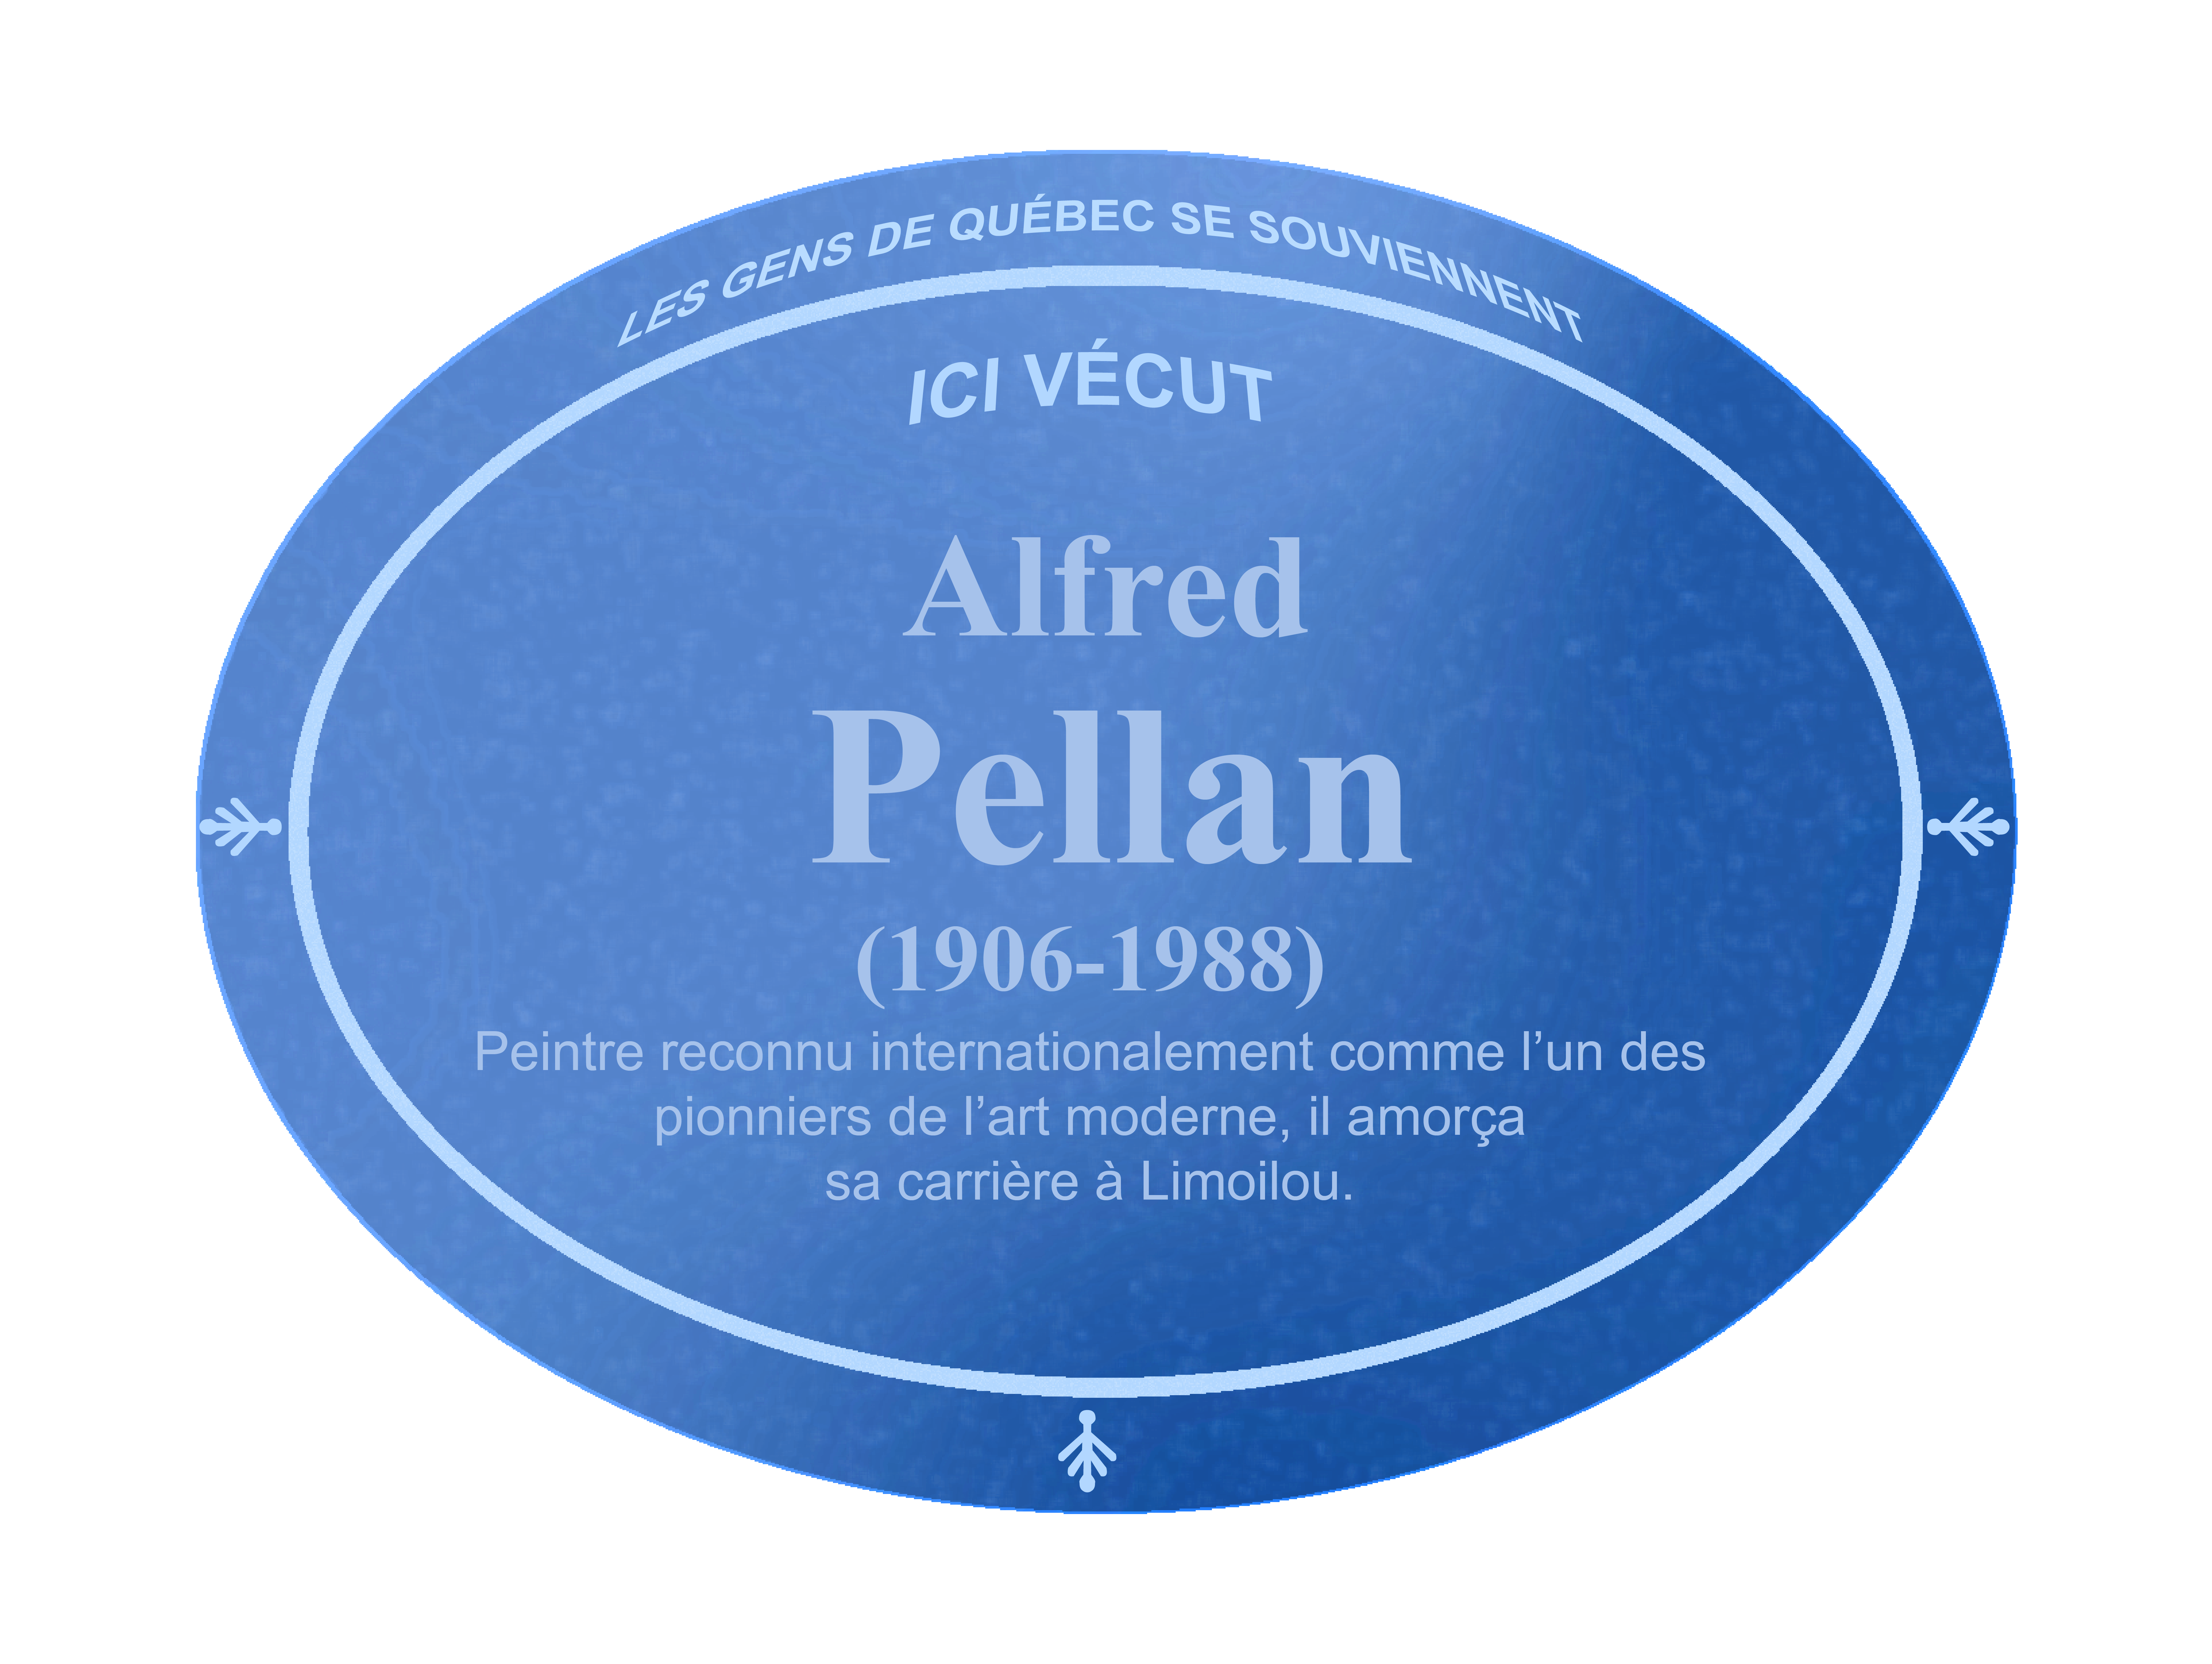 LES GENS DE QUÉBEC SE SOUVIENNENT
ICI VÉCUT
Alfred
Pellan
(1906-1988)
Peintre reconnu internationalement comme l’un des
pionniers de l’art moderne, il amorça
sa carrière à Limoilou.